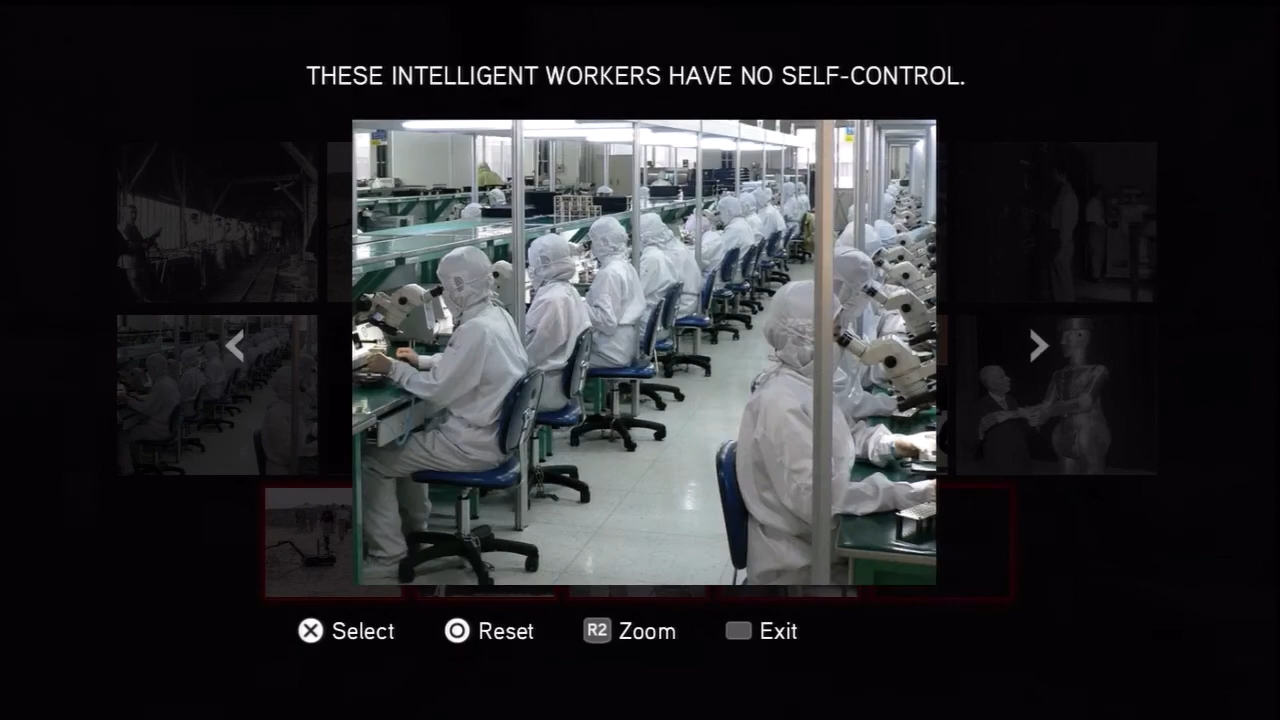 THESE INTELLIGENT WORKERS HAVE NO SELF-CONTROL.
Select Reset R2 Zoom Exit